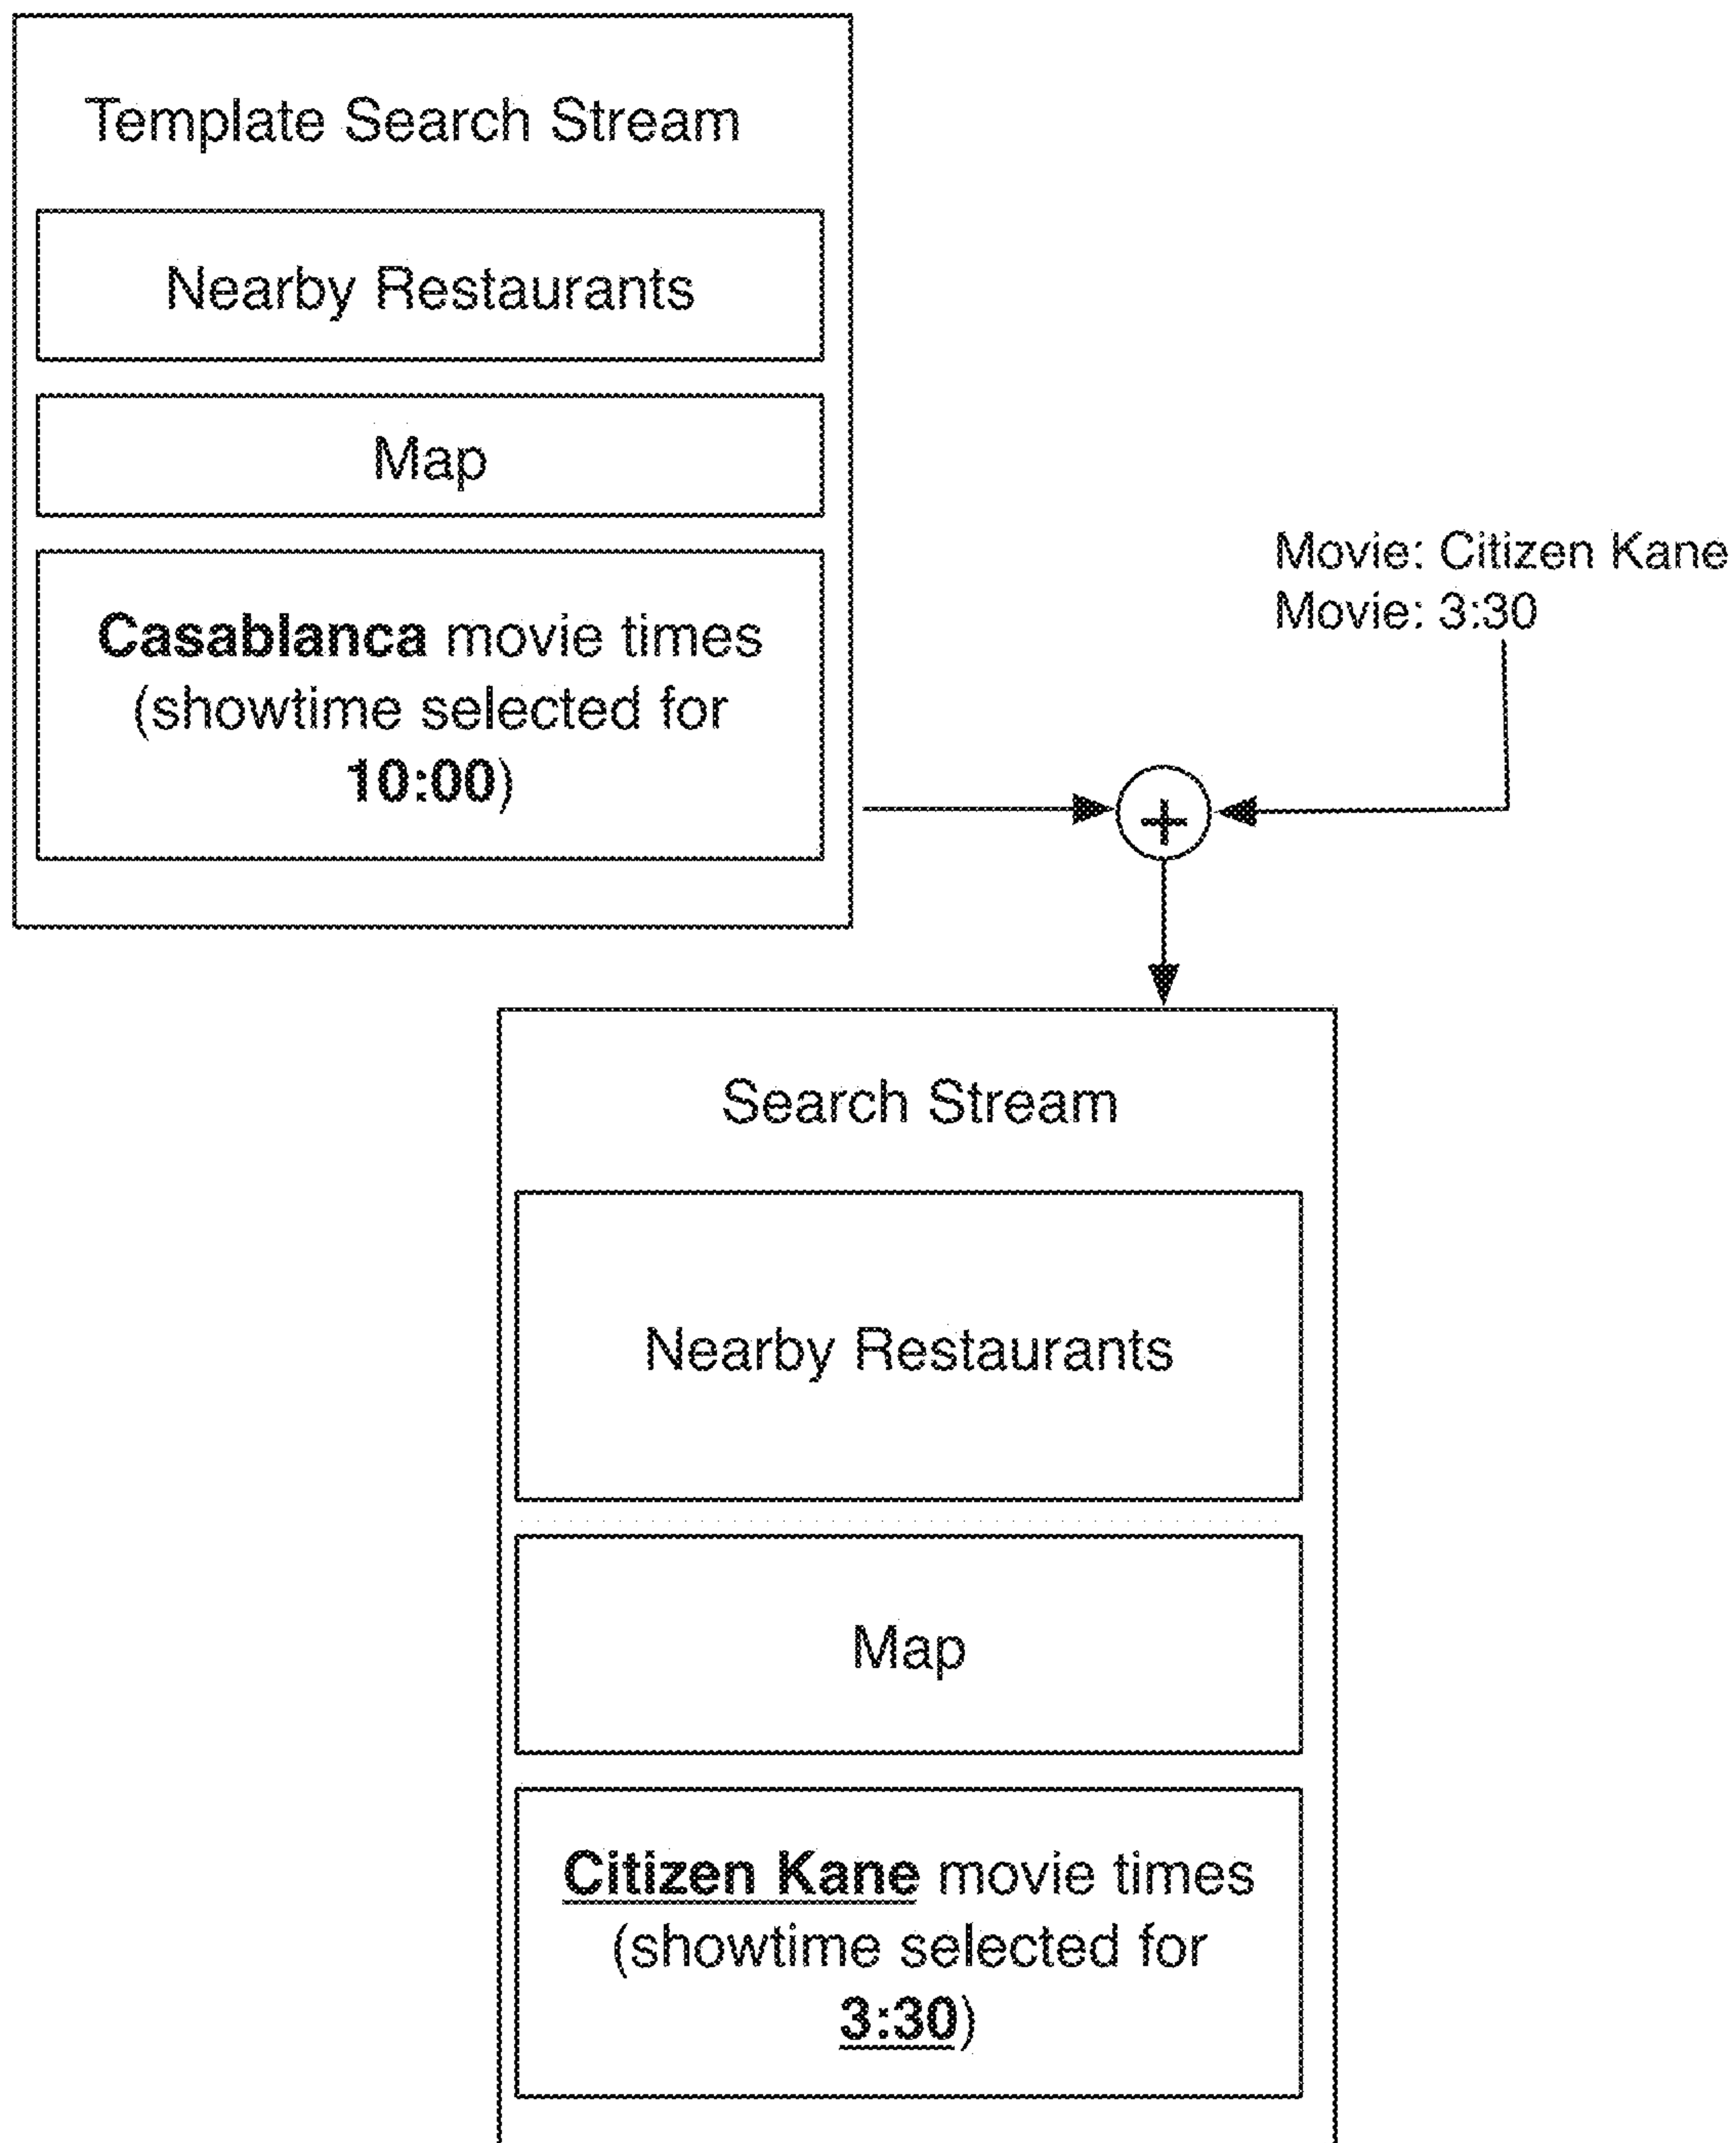 Template Search Stream
Nearby Restaurants
Map
Casablanca movie times
(showtime selected for
10:00)
Movie: Citizen Kane
Movie: 3:30
+
Search Stream
Nearby Restaurants
Map
Citizen Kane movie times
(showtime selected for
3:30)